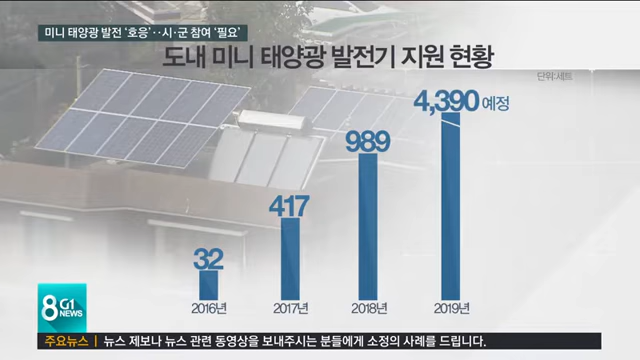 미니 태양광 발전 '호응'··시·군 참여 '필요'
도내 미니 태양광 발전기 지원 현황
단위:세트
4,390 예정
989
417
32
2016년
2017년
2018년
2019년
8 G1 NEWS
주요뉴스 뉴스 제보나 뉴스 관련 동영상을 보내주시는 분들에게 소정의 사례를 드립니다.